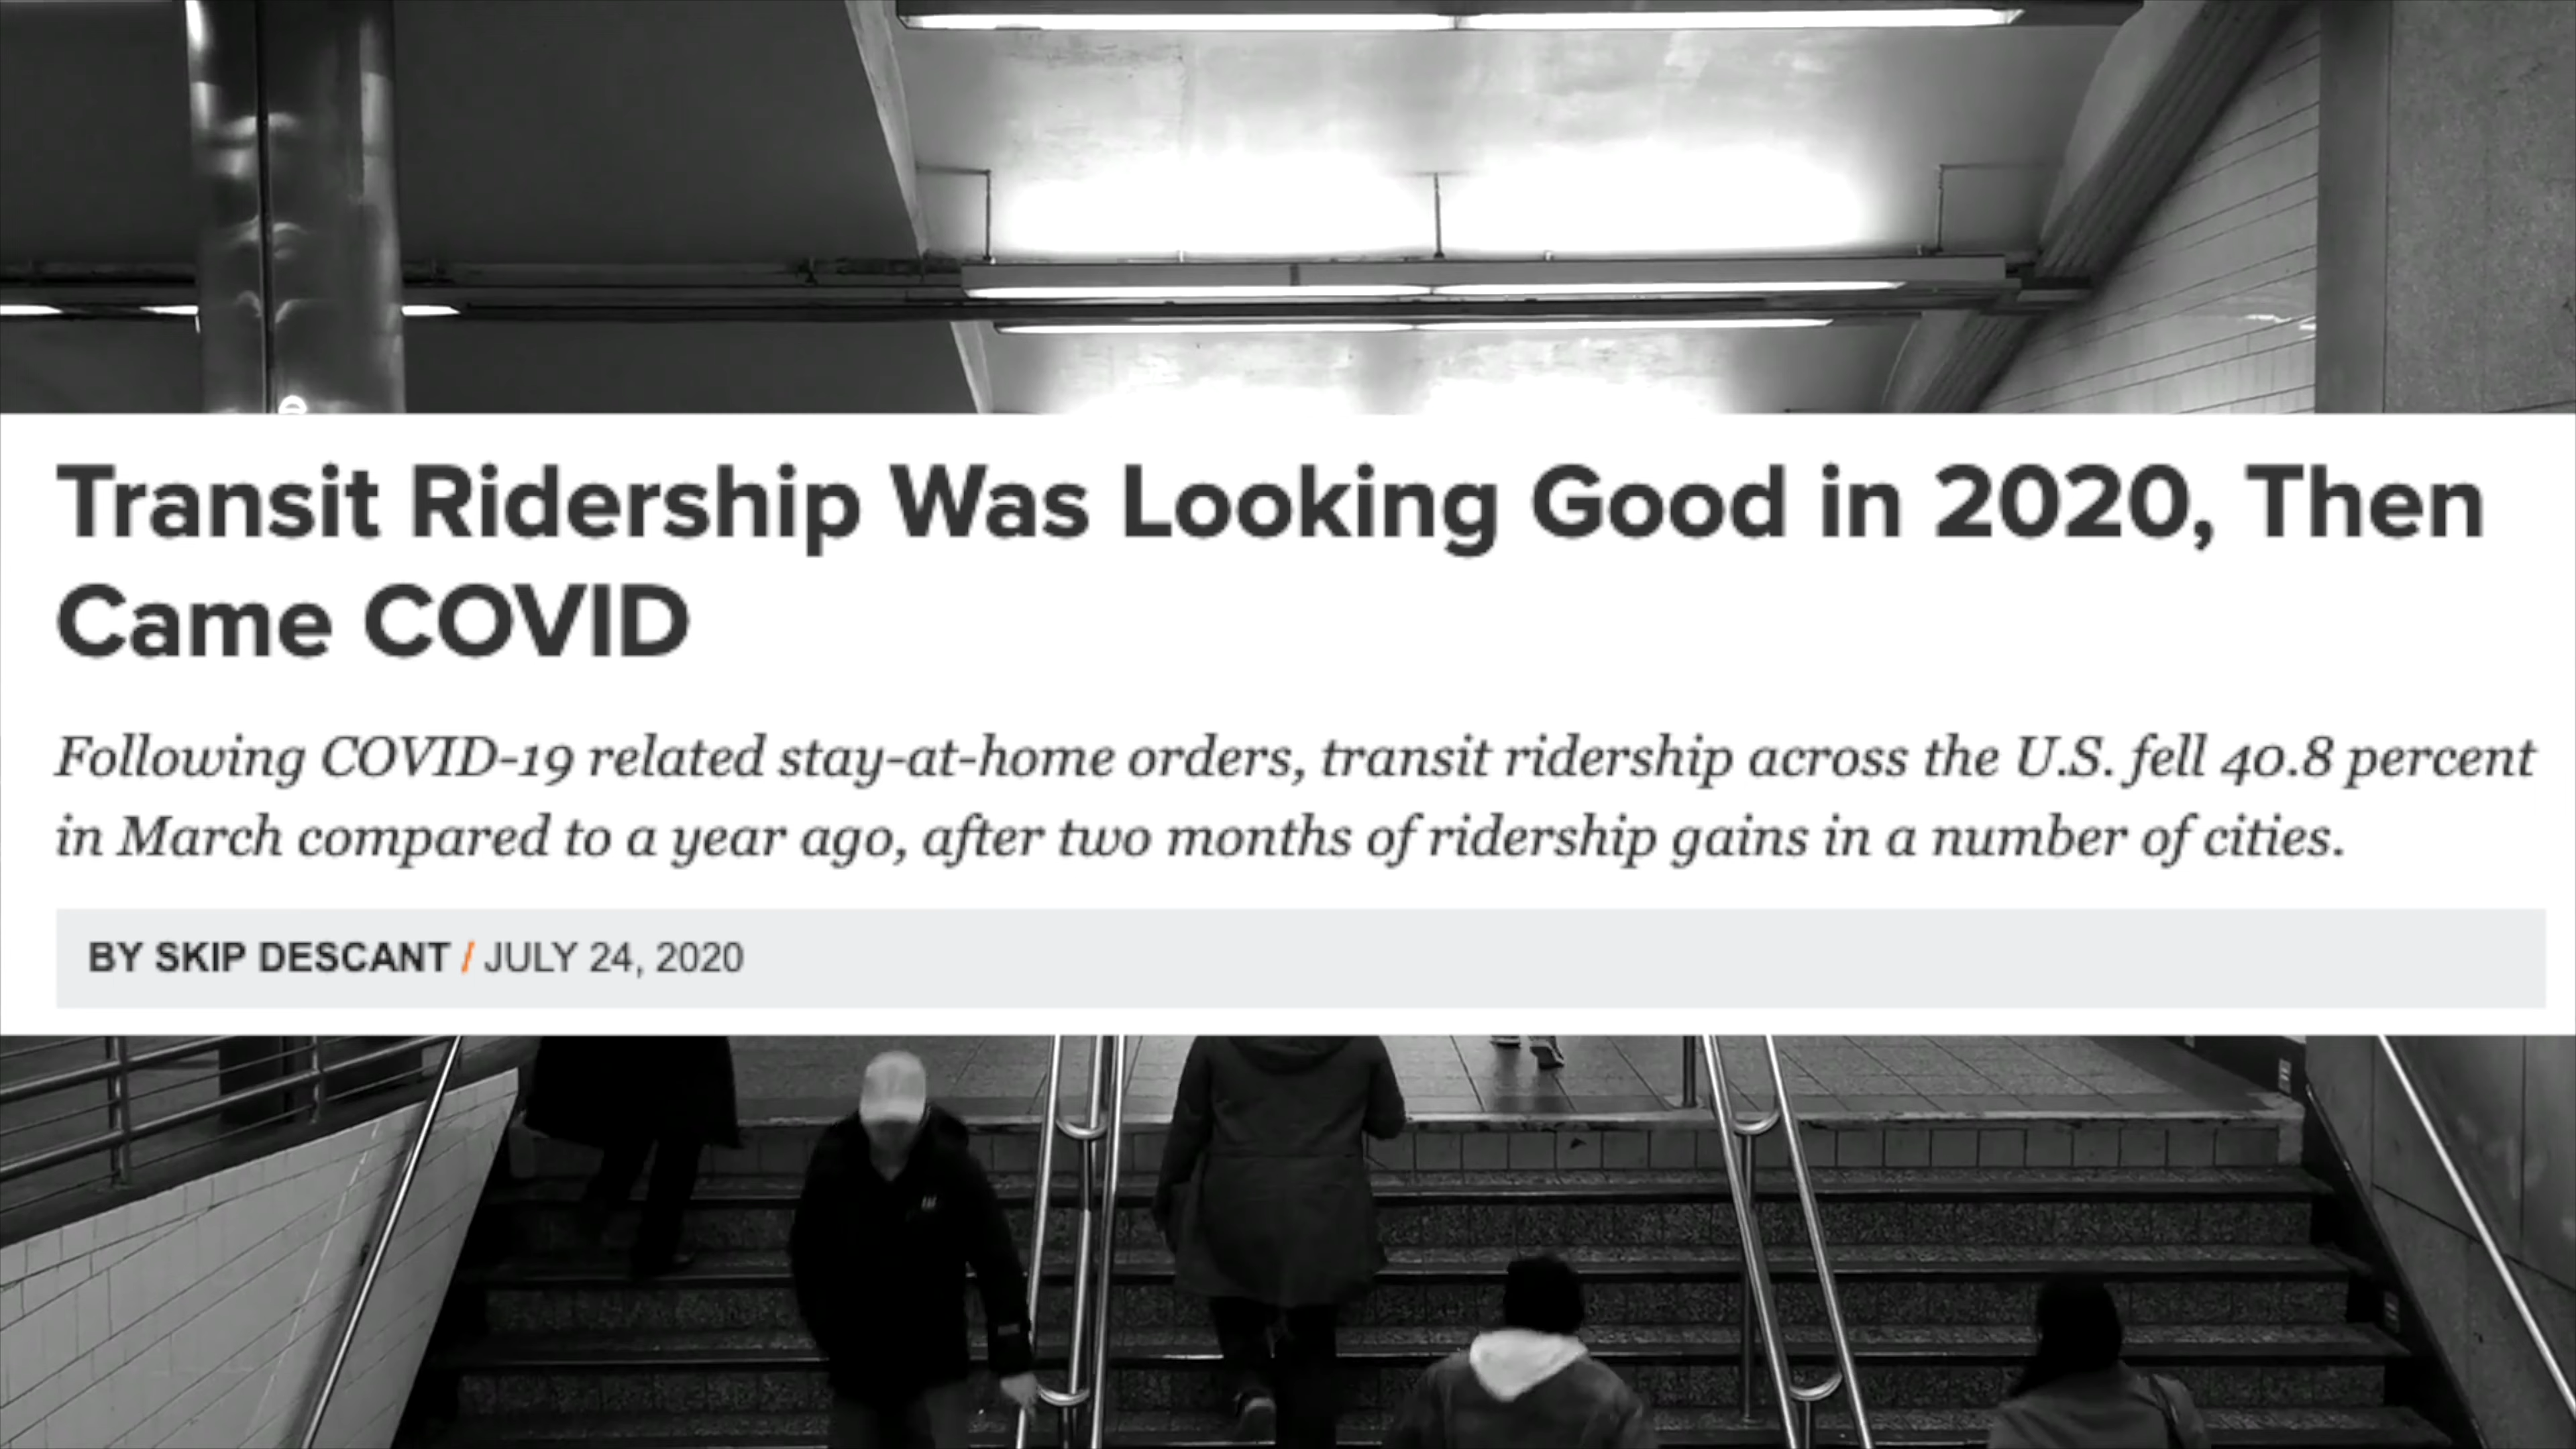 Transit Ridership Was Looking Good in 2020, Then
Came COVID
Following COVID-19 related stay-at-home orders, transit ridership across the U.S. fell 40.8 percent
in March compared to a year ago, after two months of ridership gains in a number of cities.
BY SKIP DESCANT / JULY 24, 2020